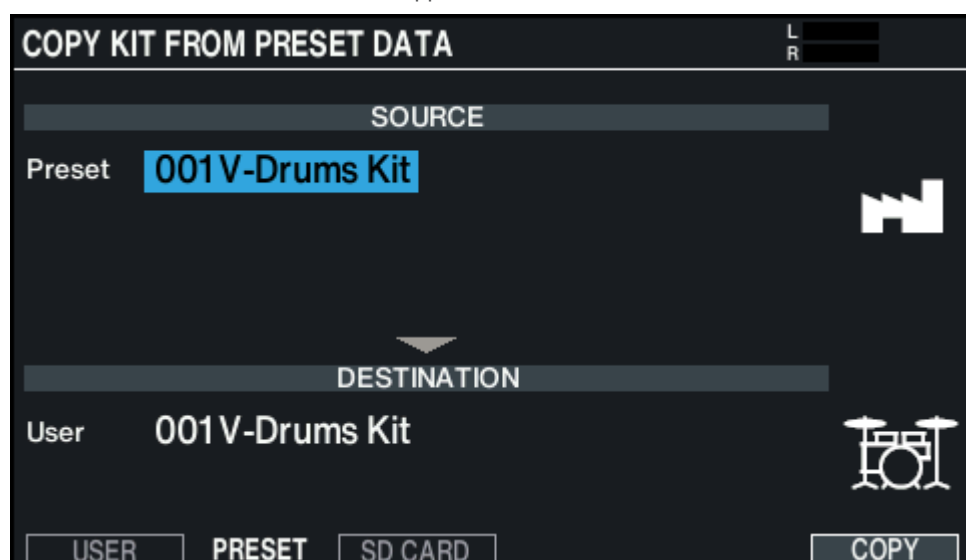 COPY KIT FROM PRESET DATA L
R
SOURCE
Preset 001 V-Drums Kit
DESTINATION
User 001 V-Drums Kit
USER PRESET SD CARD COPY